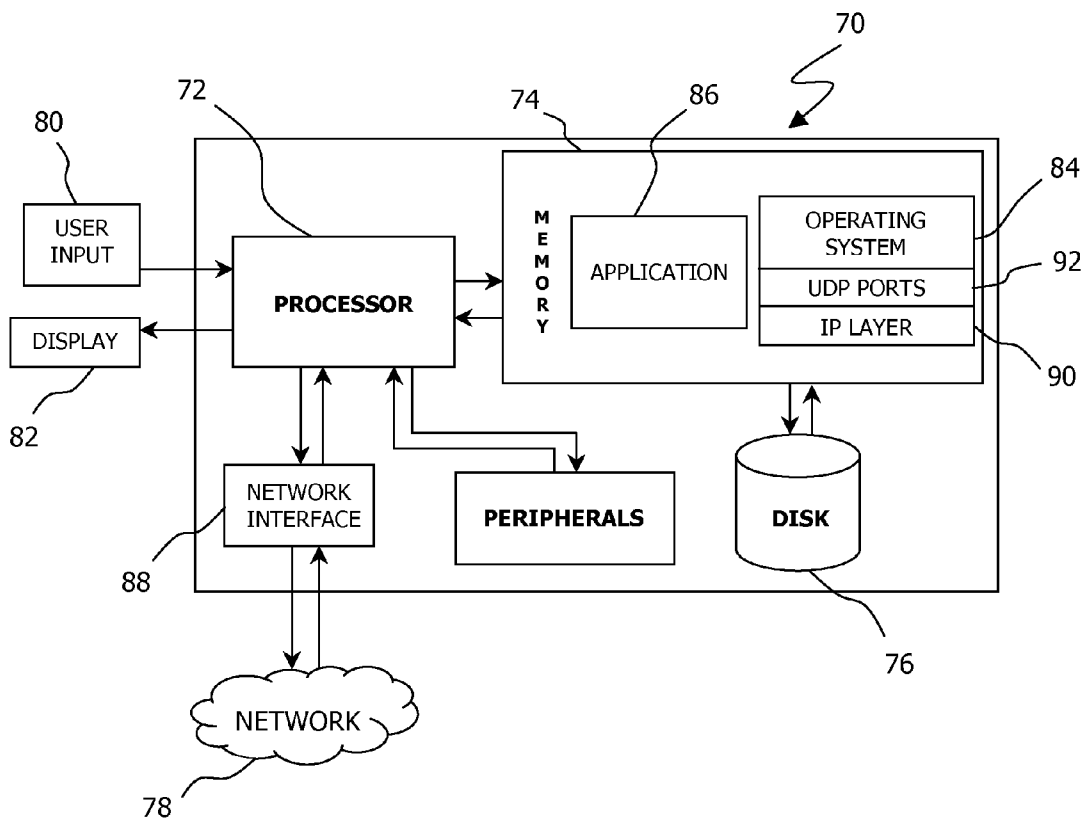 70
72
74
86
80
84
USER
INPUT
MEMORY
OPERATING
SYSTEM
92
PROCESSOR
APPLICATION
UDP PORTS
DISPLAY
IP LAYER
90
82
NETWORK
INTERFACE
PERIPHERALS
DISK
88
76
NETWORK
78